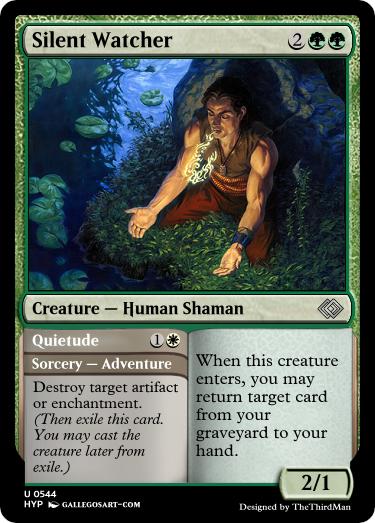 Silent Watcher 2
Creature — Human Shaman
Quietude 1
Sorcery — Adventure
Destroy target artifact
or enchantment.
(Then exile this card.
You may cast the
creature later from
exile.)
When this creature
enters, you may
return target card
from your
graveyard to your
hand.
2/1
U 0544
HYP GALLEGOSART-COM
Designed by TheThirdMan